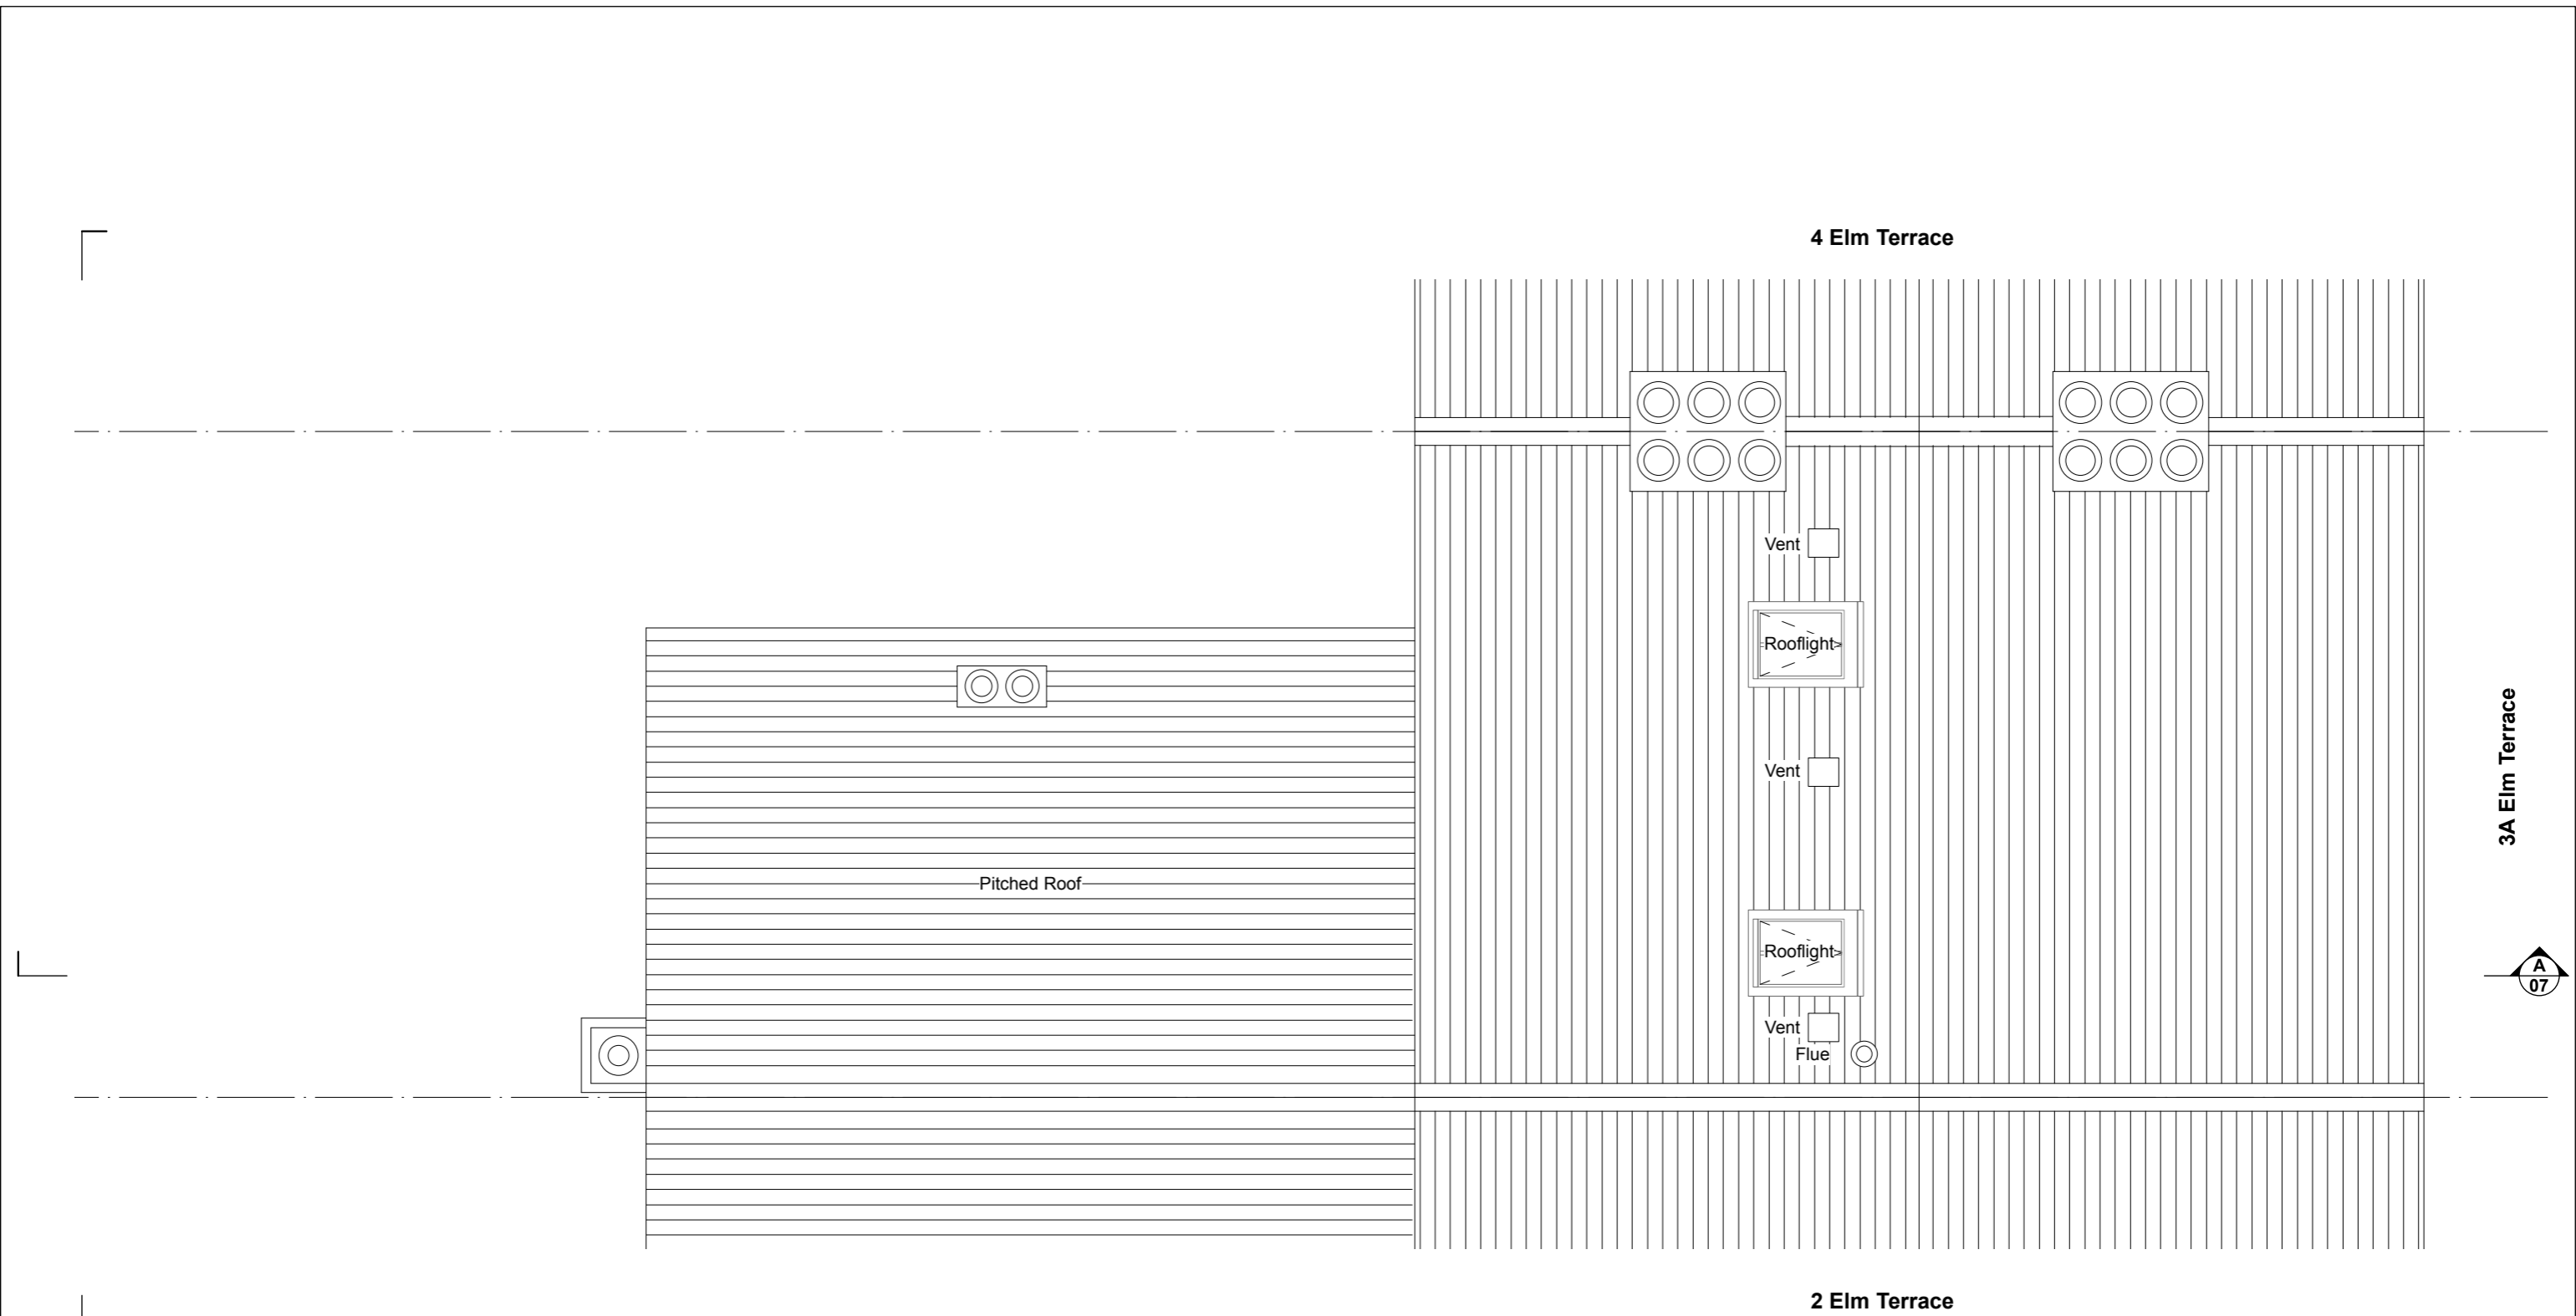 4 Elm Terrace
Vent
Rooflight
Vent
3A Elm Terrace
Pitched Roof
Rooflight
A
07
Vent
Flue
2 Elm Terrace